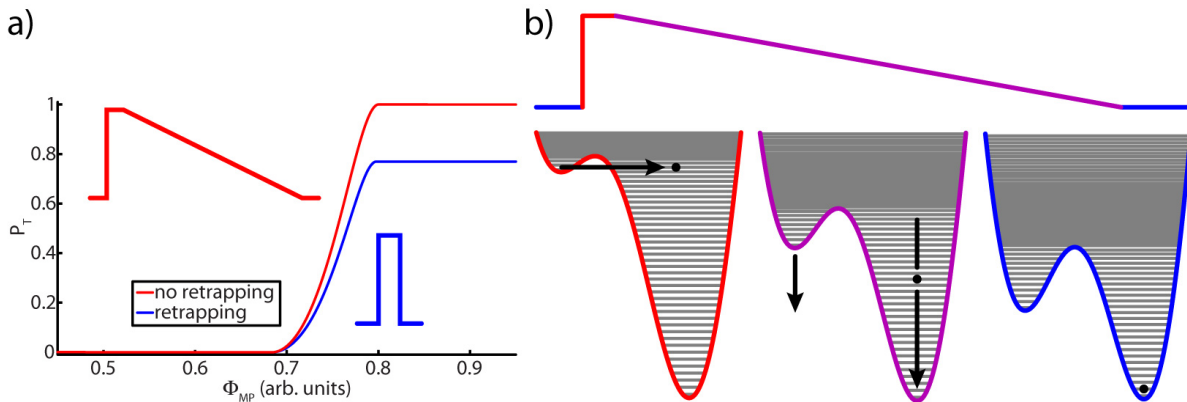 a)
b)
1
0.8
0.6
0.4
0.2
0
P_T
no retrapping
retrapping
0.5 0.6 0.7 0.8 0.9
Φ_MP (arb. units)